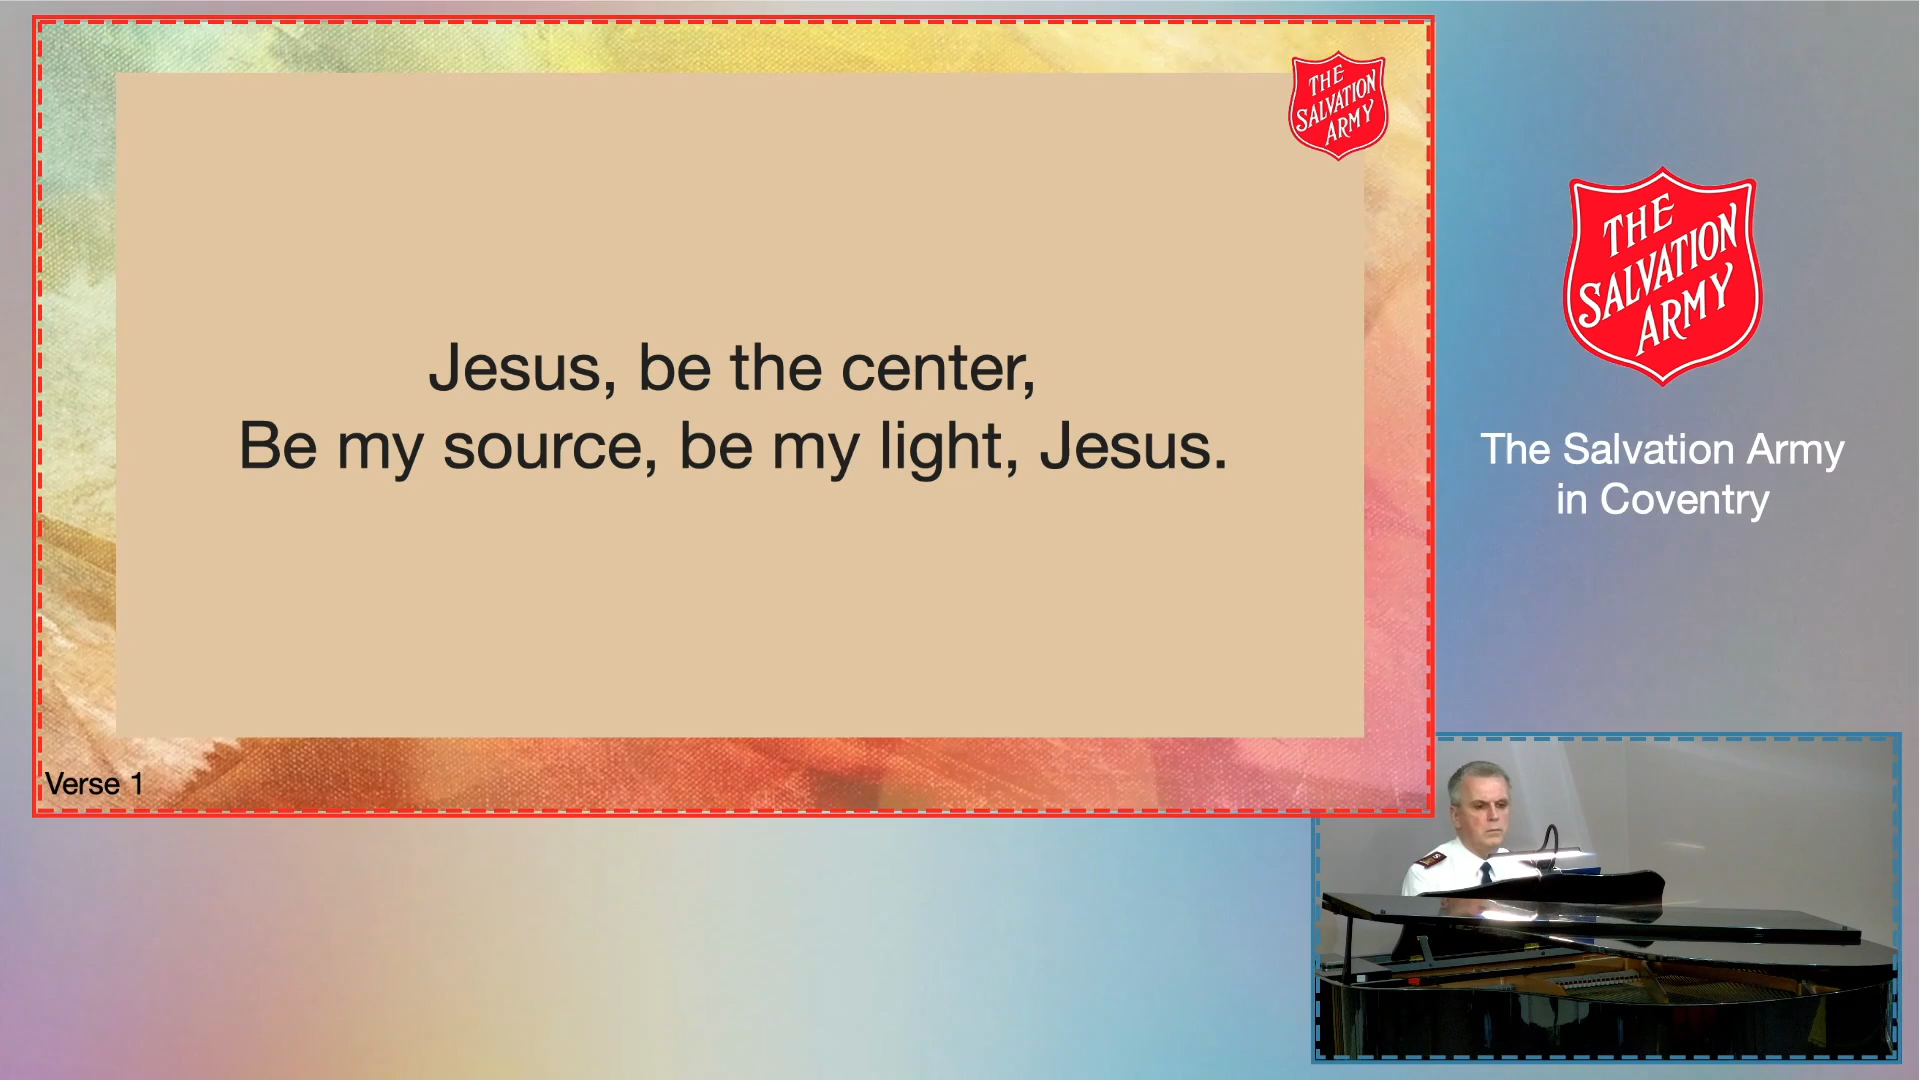 THE
SALVATION
ARMY
Jesus, be the center,
Be my source, be my light, Jesus.
Verse 1
THE
SALVATION
ARMY
The Salvation Army
in Coventry